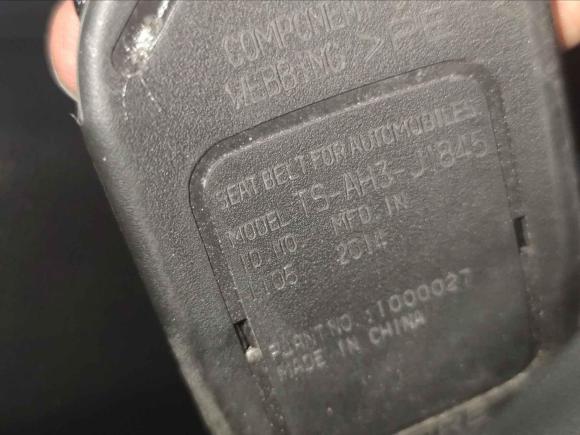 COMPONENT
WEBBING >PE
SEAT BELT FOR AUTOMOBILES
MODEL TS-AH3-J1845
ID NO. MFD. IN
1105 2014
PLANT NO.:1000027
MADE IN CHINA